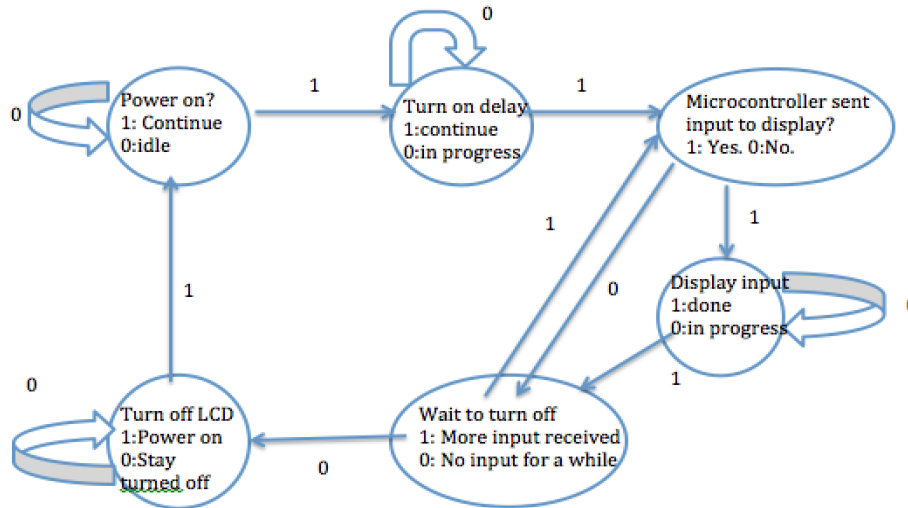 0
0
Power on?
1: Continue
0:idle
1
Turn on delay
1:continue
0:in progress
1
Microcontroller sent
input to display?
1: Yes. 0:No.
1
1
0
Display input
1:done
0:in progress
1
1
0
Turn off LCD
1:Power on
0:Stay
turned off
0
Wait to turn off
1: More input received
0: No input for a while